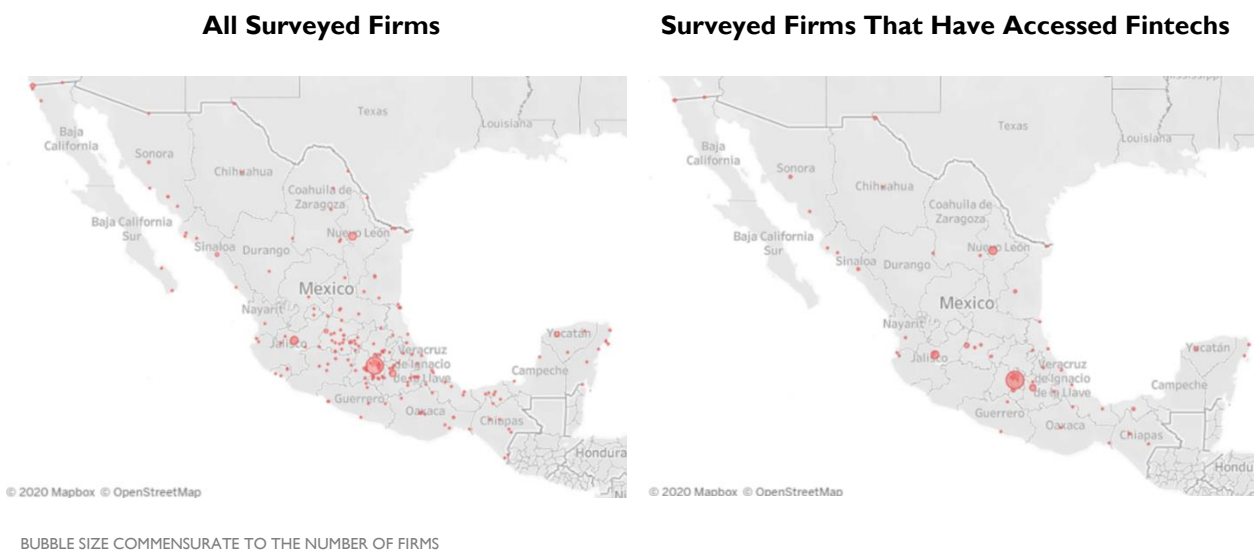 All Surveyed Firms
Surveyed Firms That Have Accessed Fintechs
Texas
Louisiana
Baja
California
Sonora
Chihuahua
Coahuila de
Zaragoza
Baja California
Sur
Nuevo León
Sinaloa
Durango
Mexico
Nayarit
Jalisco
Yucatán
Veracruz
de Ignacio
de la Llave
Campeche
Guerrero
Oaxaca
Chiapas
Hondura
Ni
© 2020 Mapbox © OpenStreetMap
Mississippi
Texas
Louisiana
Baja
California
Sonora
Chihuahua
Coahuila de
Zaragoza
Baja California
Sur
Nuevo León
Sinaloa
Durango
Mexico
Nayarit
Jalisco
Yucatán
Veracruz
de Ignacio
de la Llave
Campeche
Guerrero
Oaxaca
Chiapas
Hondu
© 2020 Mapbox © OpenStreetMap
BUBBLE SIZE COMMENSURATE TO THE NUMBER OF FIRMS